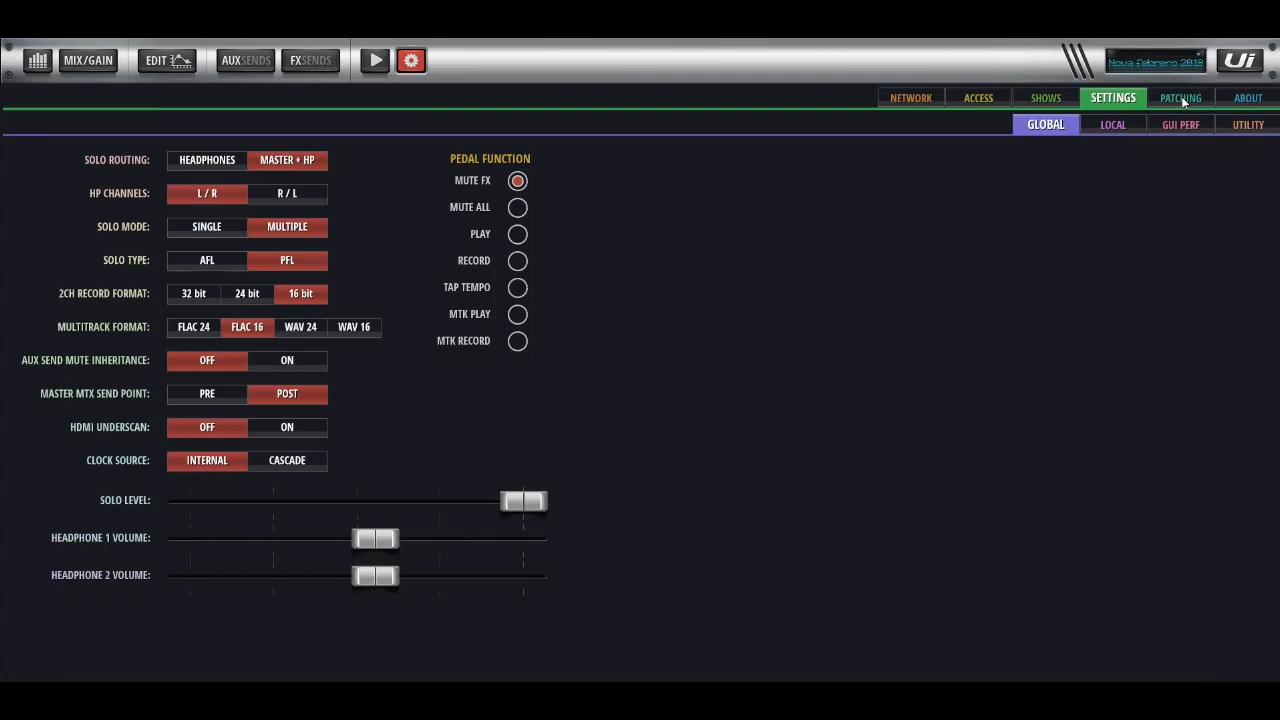 MIX/GAIN EDIT AUXSENDS FXSENDS Nova febrero 2018 Ui
NETWORK ACCESS SHOWS SETTINGS PATCHING ABOUT
GLOBAL LOCAL GUI PERF UTILITY
SOLO ROUTING: HEADPHONES MASTER + HP
HP CHANNELS: L / R R / L
SOLO MODE: SINGLE MULTIPLE
SOLO TYPE: AFL PFL
2CH RECORD FORMAT: 32 bit 24 bit 16 bit
MULTITRACK FORMAT: FLAC 24 FLAC 16 WAV 24 WAV 16
AUX SEND MUTE INHERITANCE: OFF ON
MASTER MTX SEND POINT: PRE POST
HDMI UNDERSCAN: OFF ON
CLOCK SOURCE: INTERNAL CASCADE
SOLO LEVEL:
HEADPHONE 1 VOLUME:
HEADPHONE 2 VOLUME:
PEDAL FUNCTION
MUTE FX
MUTE ALL
PLAY
RECORD
TAP TEMPO
MTK PLAY
MTK RECORD